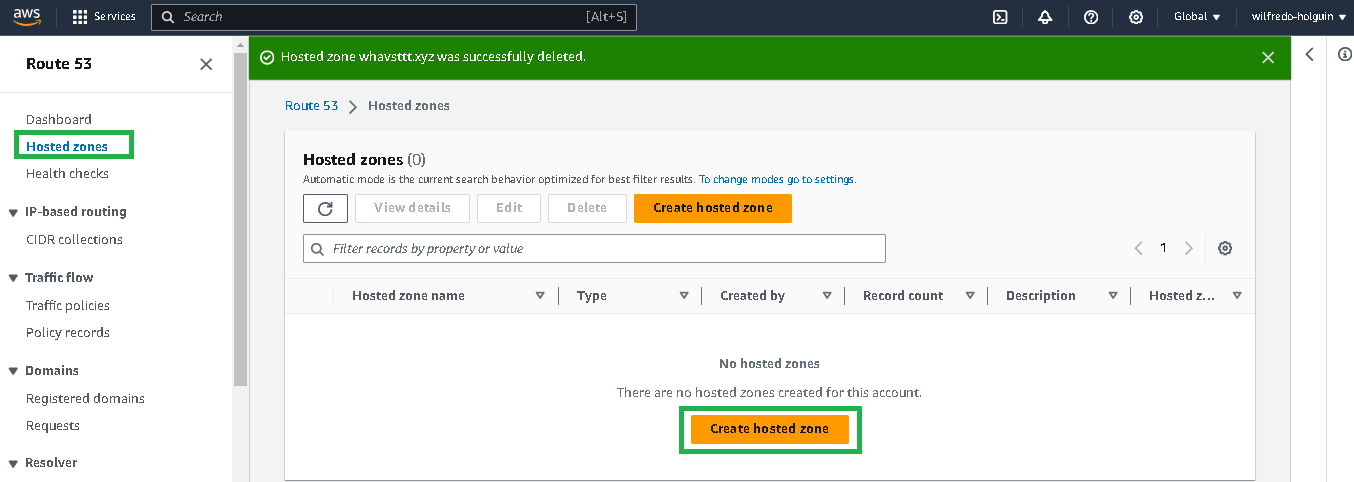 aws Services Search [Alt+S] Global wilfredo-holguin
Route 53
Dashboard
Hosted zones
Health checks
IP-based routing
CIDR collections
Traffic flow
Traffic policies
Policy records
Domains
Registered domains
Requests
Resolver
Hosted zone whavsttt.xyz was successfully deleted.
Route 53 Hosted zones
Hosted zones (0)
Automatic mode is the current search behavior optimized for best filter results. To change modes go to settings.
View details Edit Delete Create hosted zone
Filter records by property or value 1
Hosted zone name Type Created by Record count Description Hosted z...
No hosted zones
There are no hosted zones created for this account.
Create hosted zone